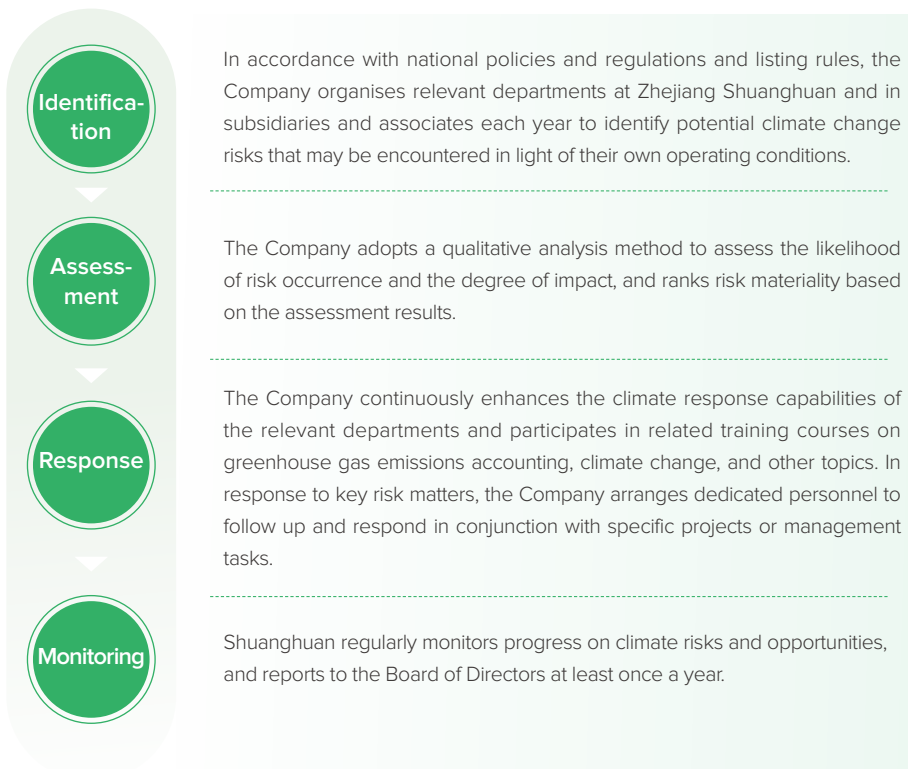 Identifica-
tion
In accordance with national policies and regulations and listing rules, the
Company organises relevant departments at Zhejiang Shuanghuan and in
subsidiaries and associates each year to identify potential climate change
risks that may be encountered in light of their own operating conditions.
Assess-
ment
The Company adopts a qualitative analysis method to assess the likelihood
of risk occurrence and the degree of impact, and ranks risk materiality based
on the assessment results.
Response
The Company continuously enhances the climate response capabilities of
the relevant departments and participates in related training courses on
greenhouse gas emissions accounting, climate change, and other topics. In
response to key risk matters, the Company arranges dedicated personnel to
follow up and respond in conjunction with specific projects or management
tasks.
Monitoring
Shuanghuan regularly monitors progress on climate risks and opportunities,
and reports to the Board of Directors at least once a year.